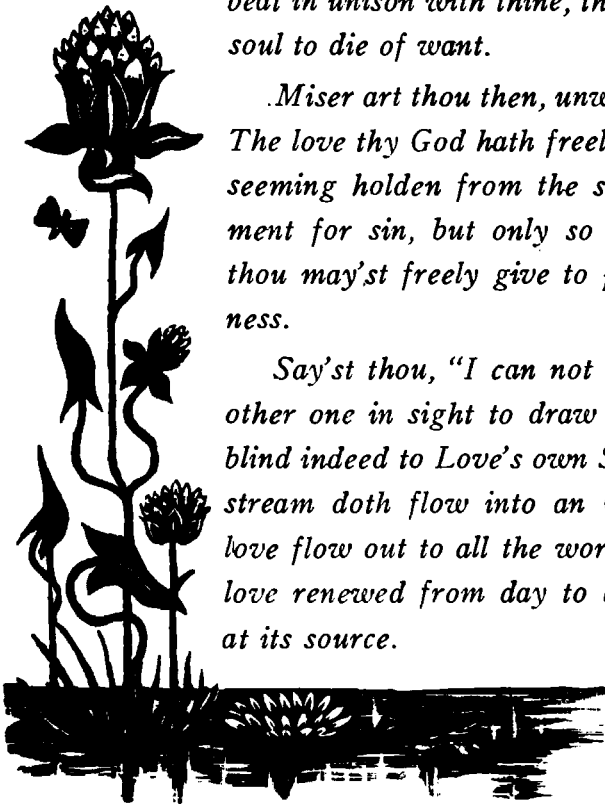 beat in unison with thine, th
soul to die of want.
Miser art thou then, unw
The love thy God hath freel
seeming holden from the s
ment for sin, but only so
thou may'st freely give to
ness.
Say'st thou, "I can not
other one in sight to draw
blind indeed to Love's own S
stream doth flow into an
love flow out to all the wor
love renewed from day to
at its source.